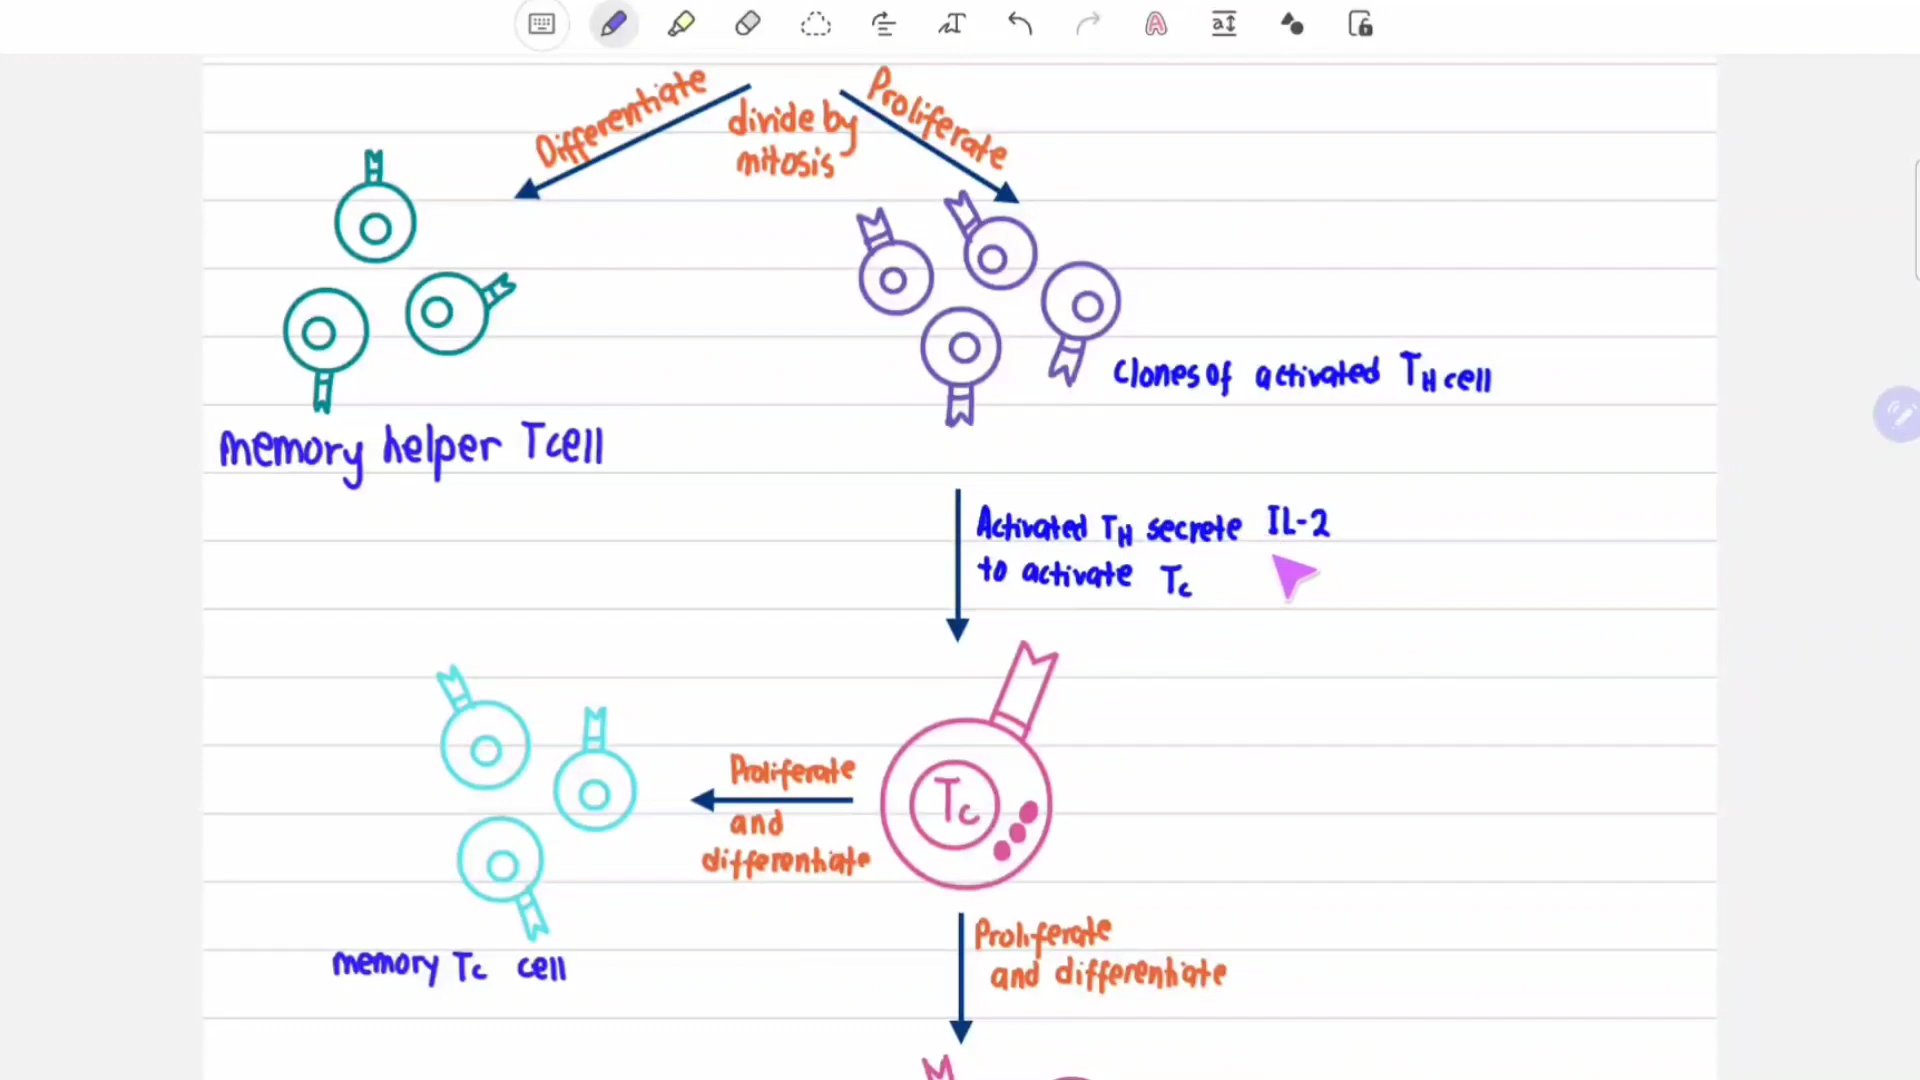 Differentiate
divide by
mitosis
Proliferate
clones of activated TH cell
memory helper Tcell
Activated TH secrete IL-2
to activate Tc
Proliferate
and
differentiate
Tc
memory Tc cell
Proliferate
and differentiate